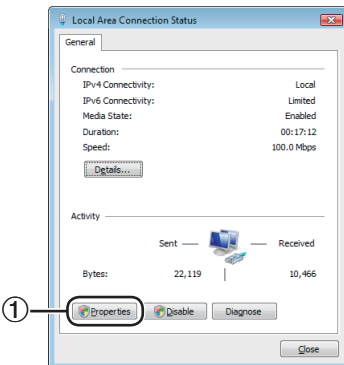 Local Area Connection Status
General
Connection
IPv4 Connectivity: Local
IPv6 Connectivity: Limited
Media State: Enabled
Duration: 00:17:12
Speed: 100.0 Mbps
Details...
Activity
Sent — — Received
Bytes: 22,119 | 10,466
① Properties Disable Diagnose
Close